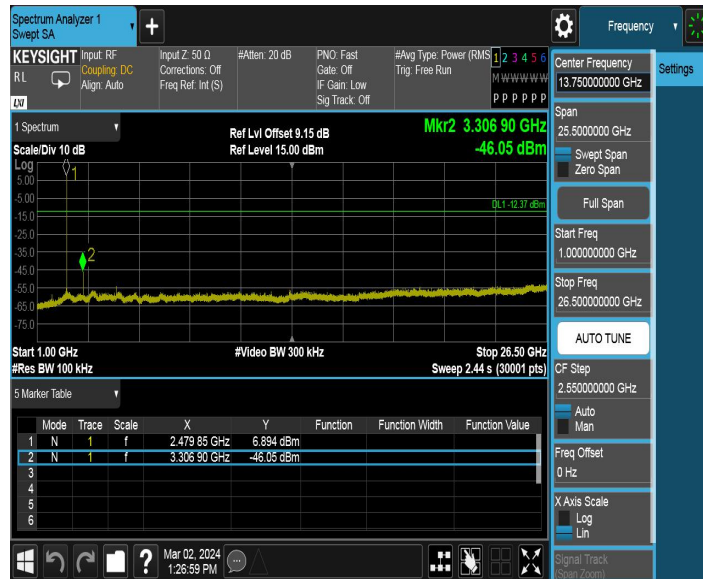 Spectrum Analyzer 1
Swept SA
+
Frequency
KEYSIGHT
RL
LXI
Input: RF
Coupling: DC
Align: Auto
Input Z: 50 Ω
Corrections: Off
Freq Ref: Int (S)
#Atten: 20 dB
PNO: Fast
Gate: Off
IF Gain: Low
Sig Track: Off
#Avg Type: Power (RMS
Trig: Free Run
1 2 3 4 5 6
M W W W W W
P P P P P P
1 Spectrum
Scale/Div 10 dB
Ref Lvl Offset 9.15 dB
Ref Level 15.00 dBm
Mkr2 3.306 90 GHz
-46.05 dBm
Log
5.00
-5.00
-15.0
-25.0
-35.0
-45.0
-55.0
-65.0
-75.0
1
2
DL1 -12.37 dBm
Start 1.00 GHz
#Video BW 300 kHz
Stop 26.50 GHz
#Res BW 100 kHz
Sweep 2.44 s (30001 pts)
5 Marker Table
Mode Trace Scale X Y Function Function Width Function Value
1 N 1 f 2.479 85 GHz 6.894 dBm
2 N 1 f 3.306 90 GHz -46.05 dBm
3
4
5
6
Mar 02, 2024
1:26:59 PM
?
Center Frequency
13.750000000 GHz
Settings
Span
25.5000000 GHz
Swept Span
Zero Span
Full Span
Start Freq
1.000000000 GHz
Stop Freq
26.500000000 GHz
AUTO TUNE
CF Step
2.550000000 GHz
Auto
Man
Freq Offset
0 Hz
X Axis Scale
Log
Lin
Signal Track
(Span Zoom)